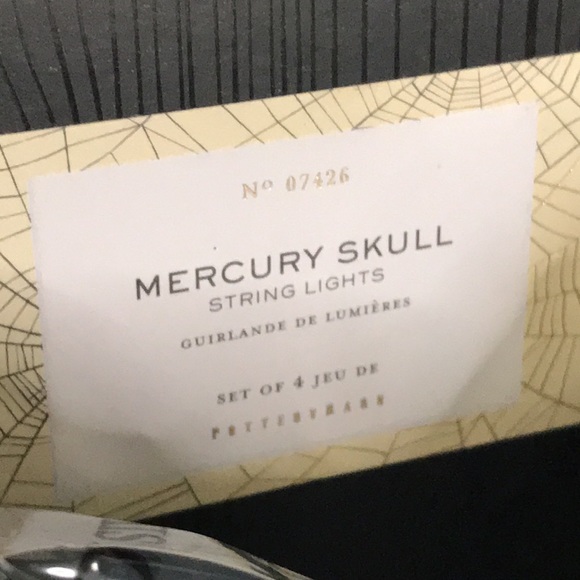 Nº 07426
MERCURY SKULL
STRING LIGHTS
GUIRLANDE DE LUMIÈRES
SET OF 4 JEU DE
POTTERYBARN